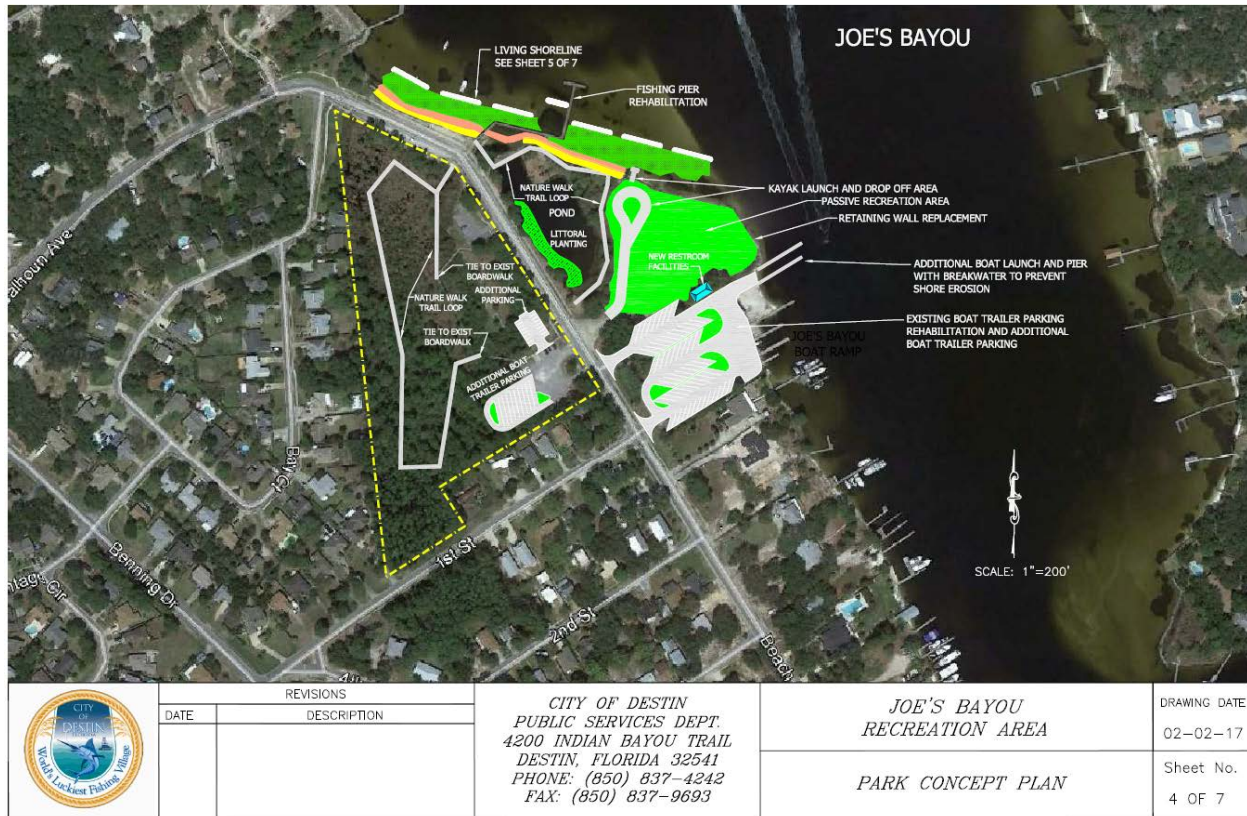 JOE'S BAYOU
LIVING SHORELINE
SEE SHEET 5 OF 7
FISHING PIER
REHABILITATION
KAYAK LAUNCH AND DROP OFF AREA
PASSIVE RECREATION AREA
RETAINING WALL REPLACEMENT
NATURE WALK
TRAIL LOOP
POND
LITTORAL
PLANTING
NEW RESTROOM
FACILITIES
ADDITIONAL BOAT LAUNCH AND PIER
WITH BREAKWATER TO PREVENT
SHORE EROSION
TIE TO EXIST
BOARDWALK
ADDITIONAL
PARKING
NATURE WALK
TRAIL LOOP
TIE TO EXIST
BOARDWALK
ADDITIONAL BOAT
TRAILER PARKING
EXISTING BOAT TRAILER PARKING
REHABILITATION AND ADDITIONAL
BOAT TRAILER PARKING
JOE'S BAYOU
BOAT RAMP
Calhoun Ave
Bay Ct
Benning Dr
1st St
2nd St
Beach
SCALE: 1"=200'
CITY
OF
DESTIN
World's Luckiest Fishing Village
REVISIONS
DATE
DESCRIPTION
CITY OF DESTIN
PUBLIC SERVICES DEPT.
4200 INDIAN BAYOU TRAIL
DESTIN, FLORIDA 32541
PHONE: (850) 837-4242
FAX: (850) 837-9693
JOE'S BAYOU
RECREATION AREA
PARK CONCEPT PLAN
DRAWING DATE
02-02-17
Sheet No.
4 OF 7